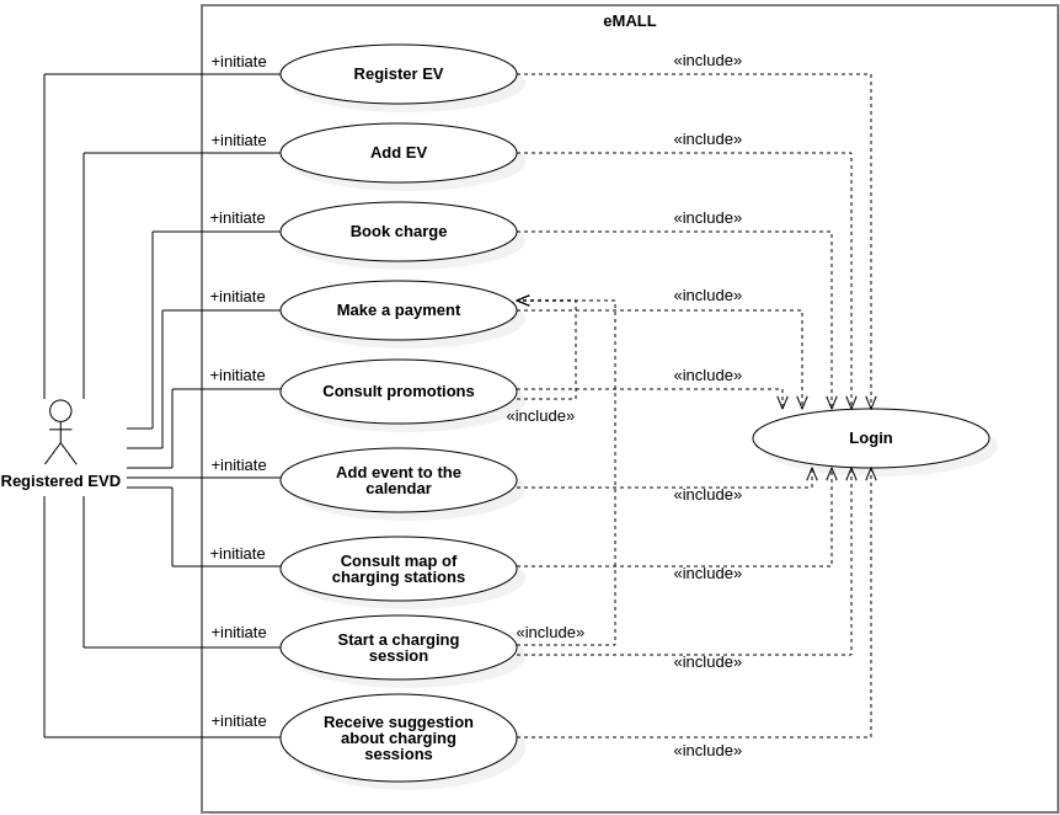 eMALL
+initiate
Register EV
«include»
+initiate
Add EV
«include»
+initiate
Book charge
«include»
+initiate
Make a payment
«include»
+initiate
Consult promotions
«include»
«include»
Login
Registered EVD
+initiate
Add event to the
calendar
«include»
+initiate
Consult map of
charging stations
«include»
+initiate
Start a charging
session
«include»
«include»
+initiate
Receive suggestion
about charging
sessions
«include»